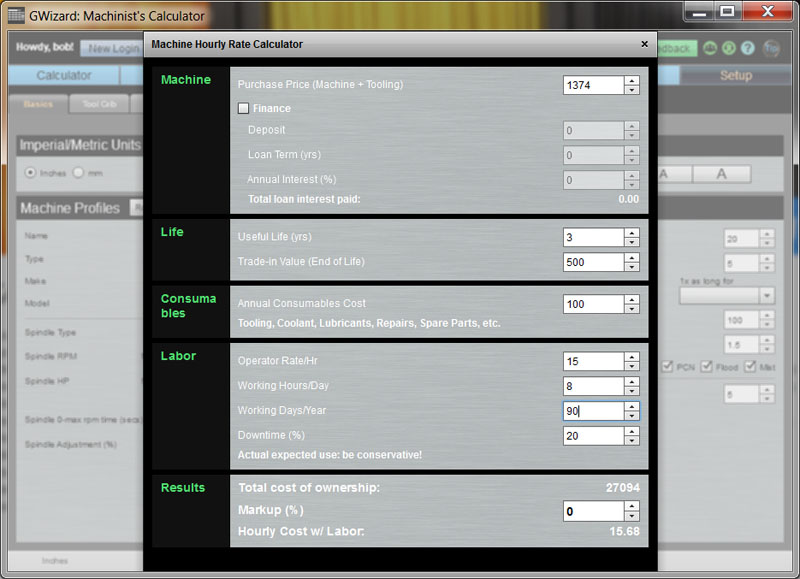 GWizard: Machinist's Calculator
Howdy, bob!
New Login
Machine Hourly Rate Calculator
×
Calculator
Setup
Basics
Tool Crib
Imperial/Metric Units
Inches
mm
A
A
Machine Profiles
Name
Type
Make
Model
Spindle Type
Spindle RPM
Spindle HP
Spindle 0-max rpm time (secs)
Spindle Adjustment (%)
20
5
1x as long for
100
1.5
PCN
Flood
Mist
5
Inches
Machine
Purchase Price (Machine + Tooling)
1374
Finance
Deposit
0
Loan Term (yrs)
0
Annual Interest (%)
0
Total loan interest paid:
0.00
Life
Useful Life (yrs)
3
Trade-in Value (End of Life)
500
Consuma
bles
Annual Consumables Cost
100
Tooling, Coolant, Lubricants, Repairs, Spare Parts, etc.
Labor
Operator Rate/Hr
15
Working Hours/Day
8
Working Days/Year
90
Downtime (%)
20
Actual expected use: be conservative!
Results
Total cost of ownership:
27094
Markup (%)
0
Hourly Cost w/ Labor:
15.68